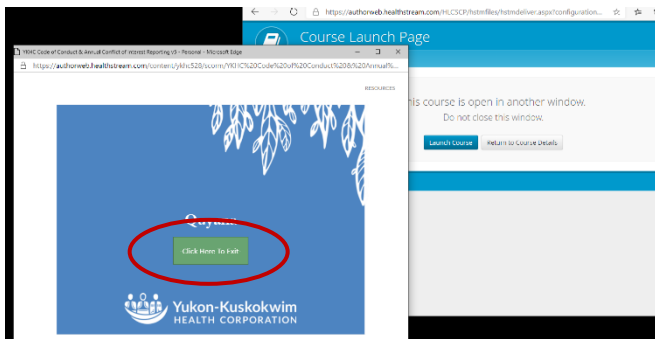 https://authorweb.healthstream.com/HLCSCP/hstmfiles/hstmdeliver.aspx?configuration...
Course Launch Page
YKHC Code of Conduct & Annual Conflict of Interest Reporting v3 - Personal - Microsoft Edge
https://authorweb.healthstream.com/content/ykhc528/scorm/YKHC%20Code%20of%20Conduct%20&%20Annual%...
RESOURCES
his course is open in another window.
Do not close this window.
Launch Course
Return to Course Details
Quyana
Click Here To Exit
Yukon-Kuskokwim
HEALTH CORPORATION